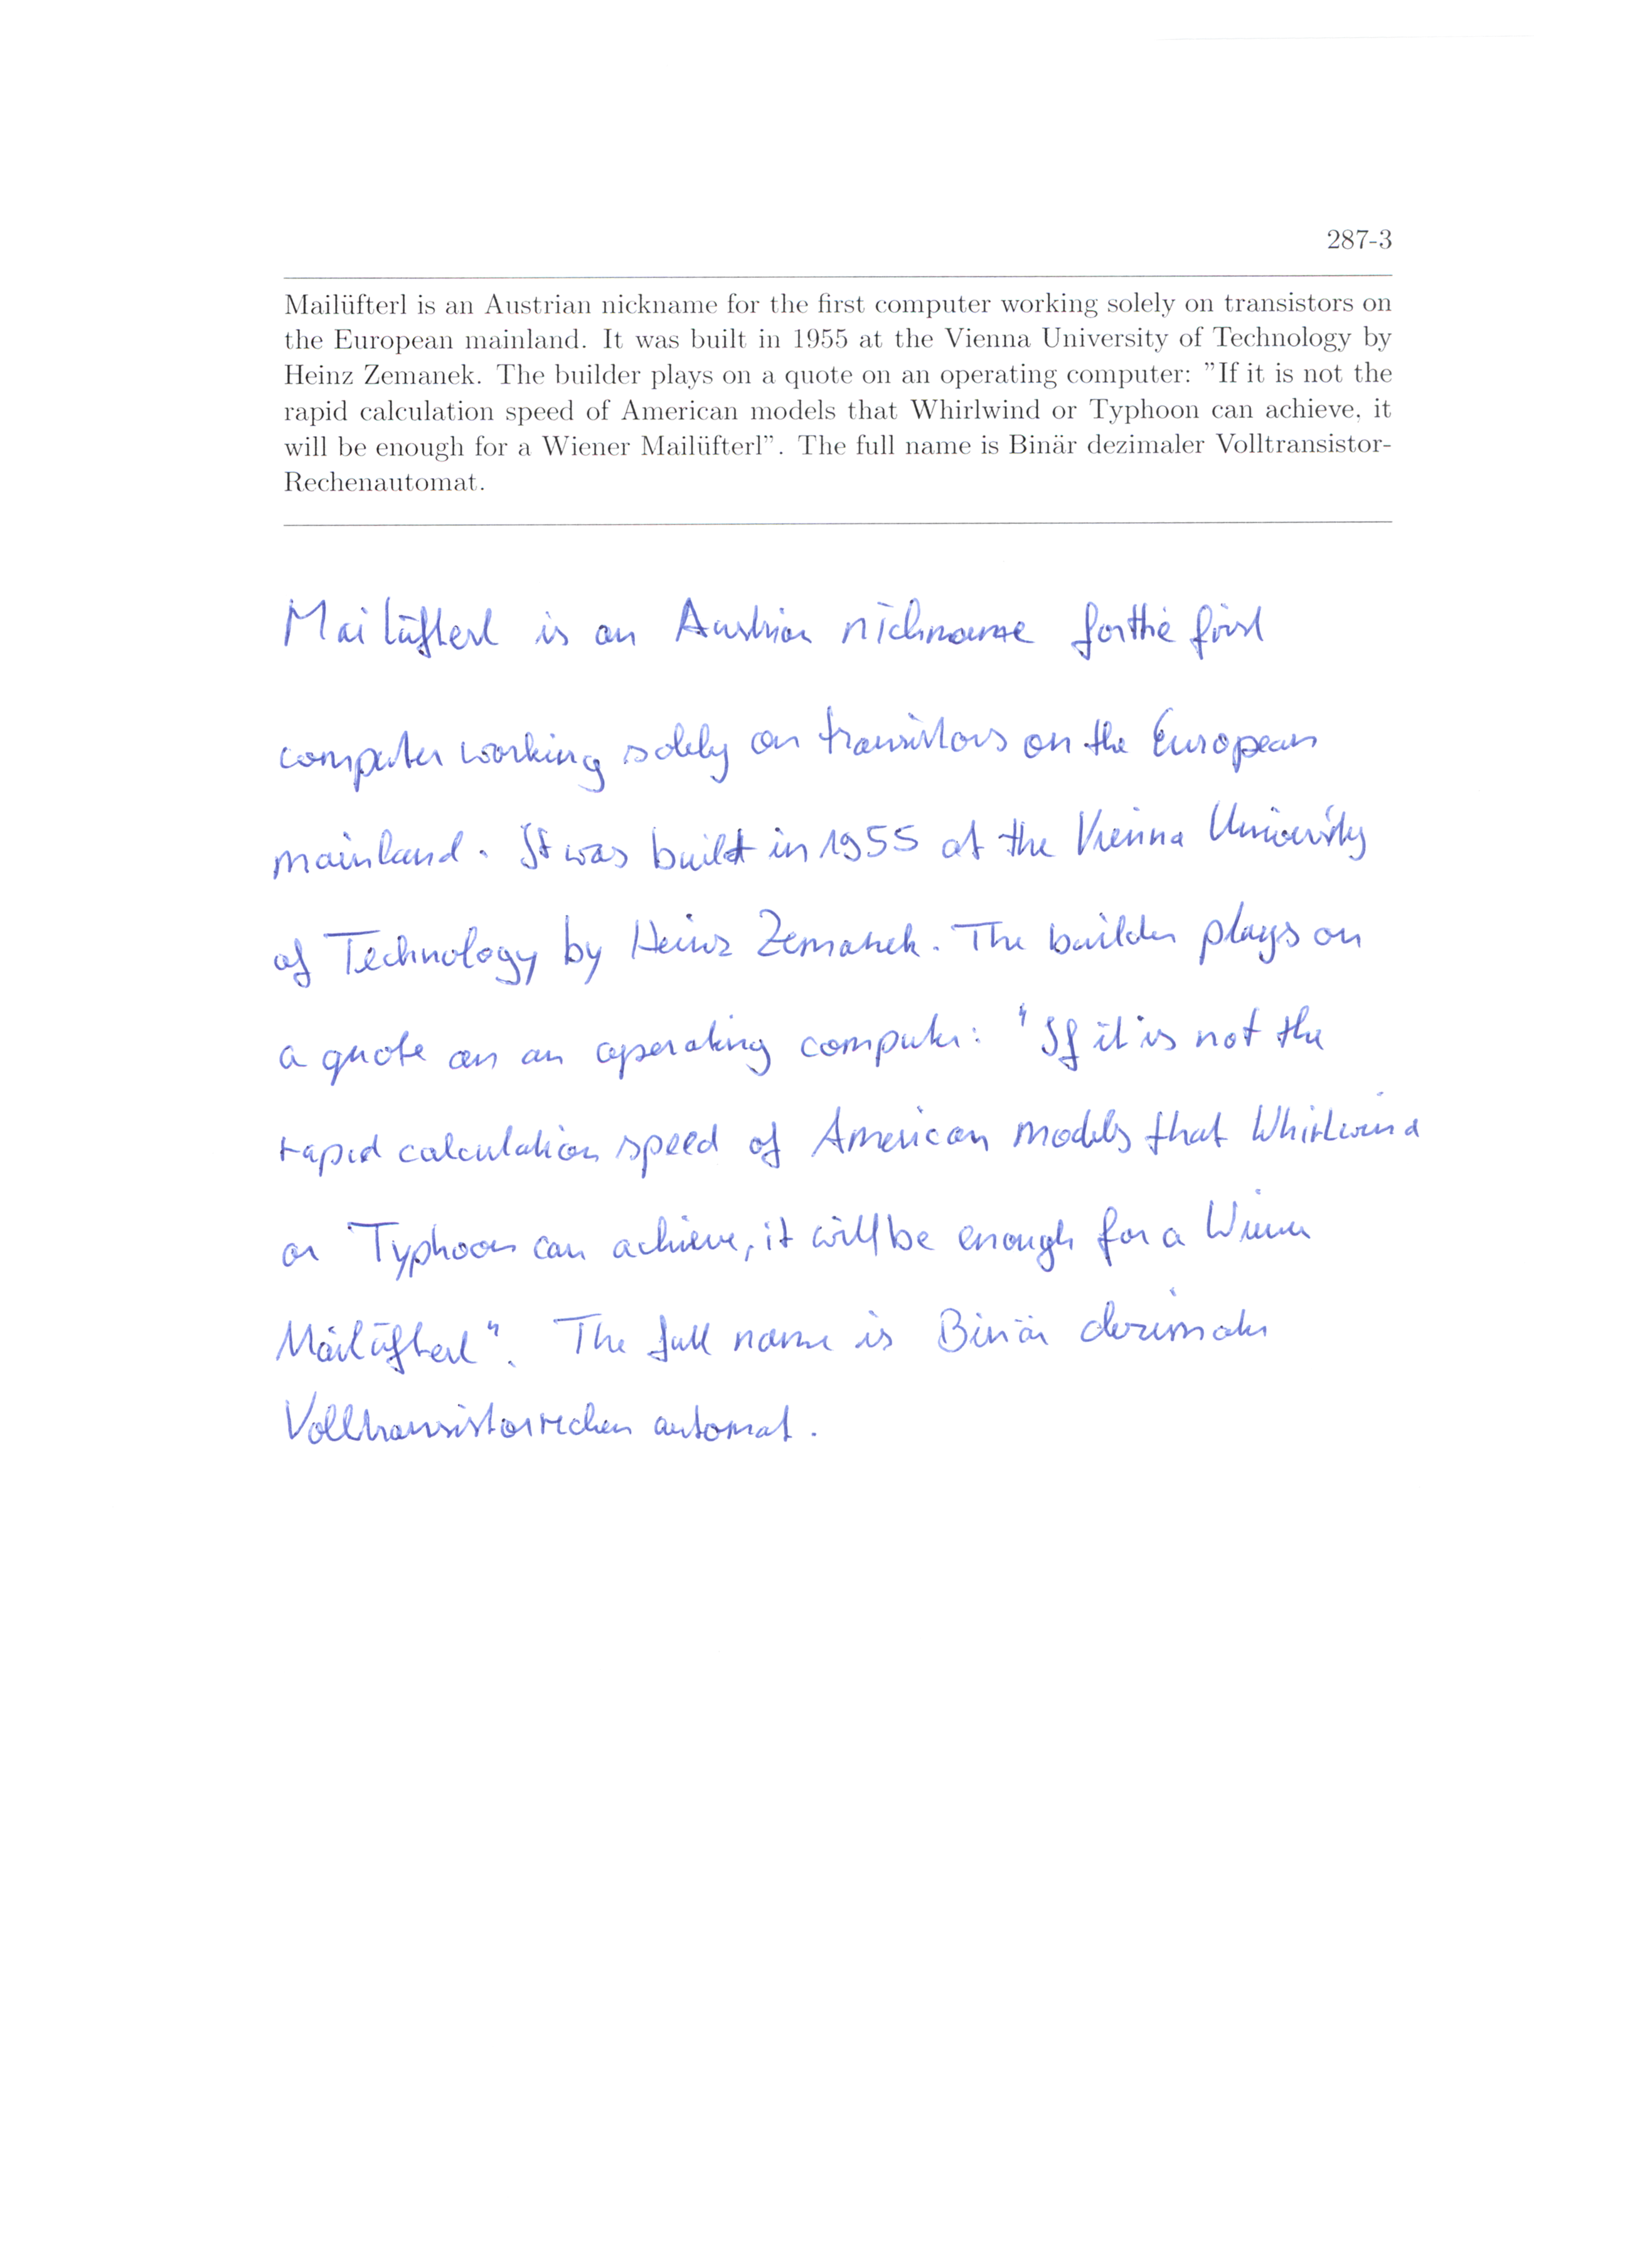 287-3
Mailüfterl is an Austrian nickname for the first computer working solely on transistors on
the European mainland. It was built in 1955 at the Vienna University of Technology by
Heinz Zemanek. The builder plays on a quote on an operating computer: "If it is not the
rapid calculation speed of American models that Whirlwind or Typhoon can achieve, it
will be enough for a Wiener Mailüfterl". The full name is Binär dezimaler Volltransistor-
Rechenautomat.
Mailüfterl is an Austrian nickname for the first
computer working solely on transistors on the European
mainland. It was built in 1955 at the Vienna University
of Technology by Heinz Zemanek. The builder plays on
a quote on an operating computer: "If it is not the
rapid calculation speed of American models that Whirlwind
or Typhoon can achieve, it will be enough for a Wiener
Mailüfterl". The full name is Binär dezimaler
Volltransistorrechen automat.